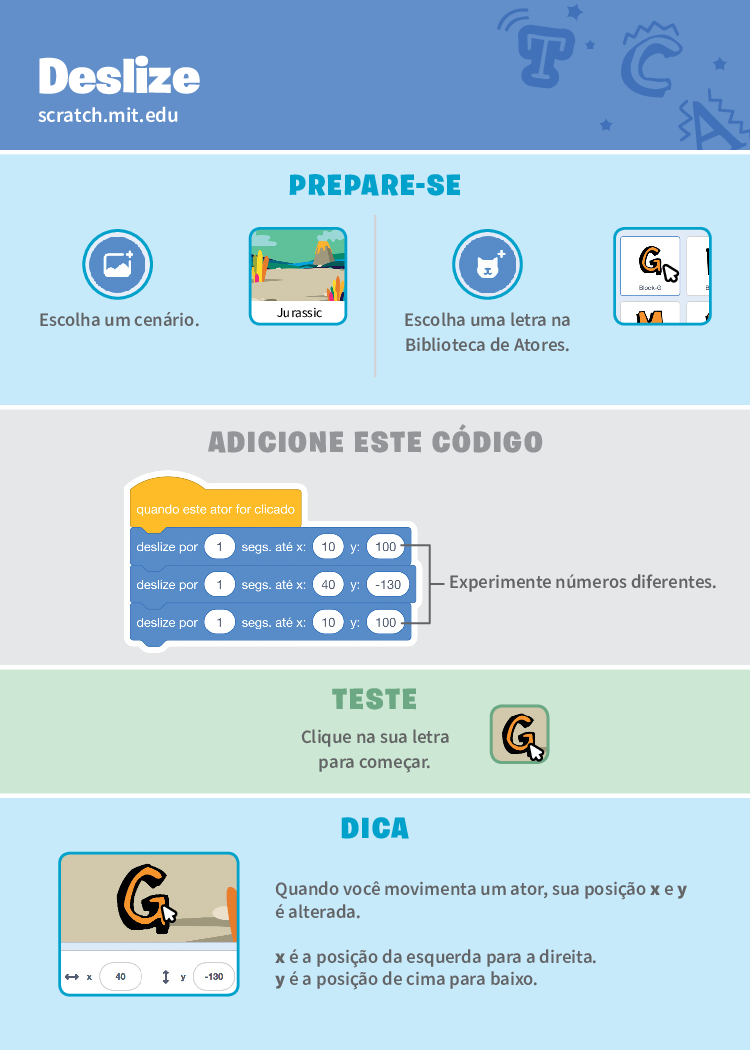 Deslize
scratch.mit.edu
PREPARE-SE
Escolha um cenário.
Jurassic
Escolha uma letra na
Biblioteca de Atores.
G
Block-G
M
ADICIONE ESTE CÓDIGO
quando este ator for clicado
deslize por 1 segs. até x: 10 y: 100
deslize por 1 segs. até x: 40 y: -130
deslize por 1 segs. até x: 10 y: 100
Experimente números diferentes.
TESTE
Clique na sua letra
para começar.
G
DICA
G
x 40 y -130
Quando você movimenta um ator, sua posição x e y
é alterada.
x é a posição da esquerda para a direita.
y é a posição de cima para baixo.
T C A